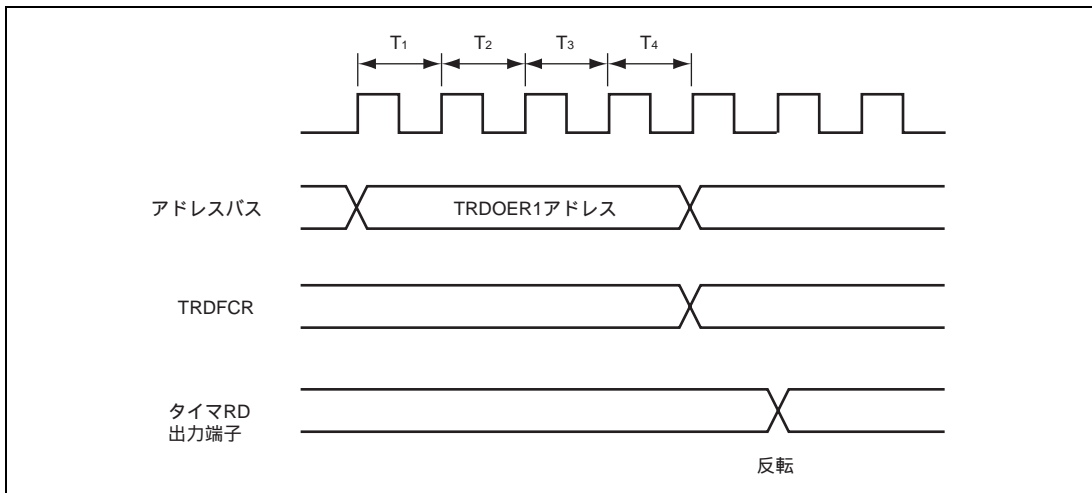 T1 T2 T3 T4
アドレスバス TRDOER1アドレス
TRDFCR
タイマRD
出力端子
反転